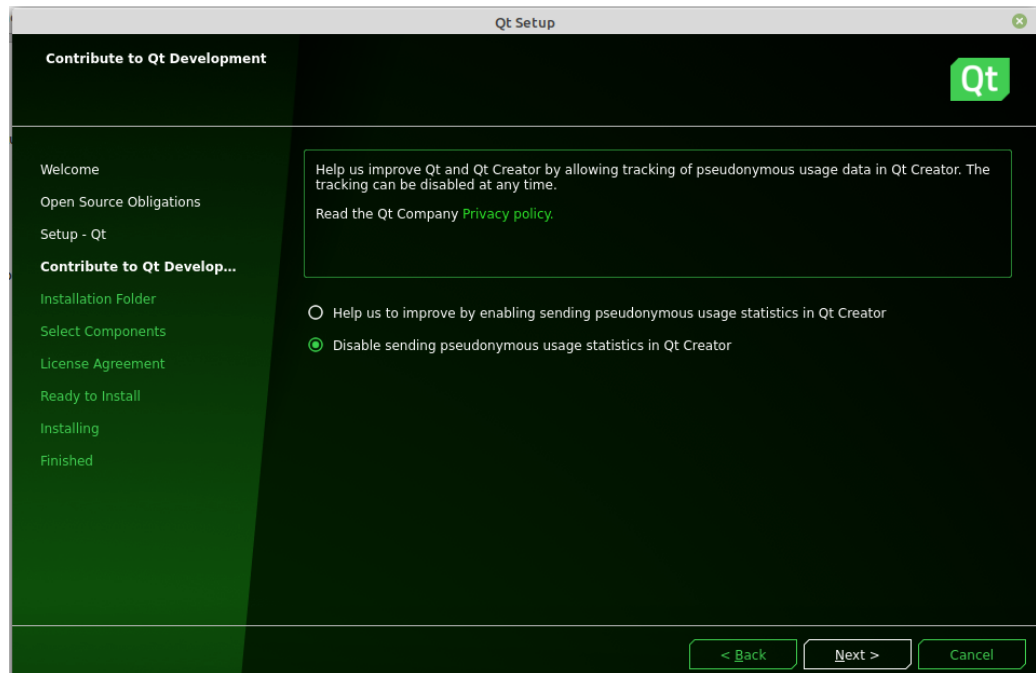 Qt Setup
Contribute to Qt Development
Qt
Welcome
Open Source Obligations
Setup - Qt
Contribute to Qt Develop...
Installation Folder
Select Components
License Agreement
Ready to Install
Installing
Finished
Help us improve Qt and Qt Creator by allowing tracking of pseudonymous usage data in Qt Creator. The
tracking can be disabled at any time.
Read the Qt Company Privacy policy.
Help us to improve by enabling sending pseudonymous usage statistics in Qt Creator
Disable sending pseudonymous usage statistics in Qt Creator
< Back
Next >
Cancel